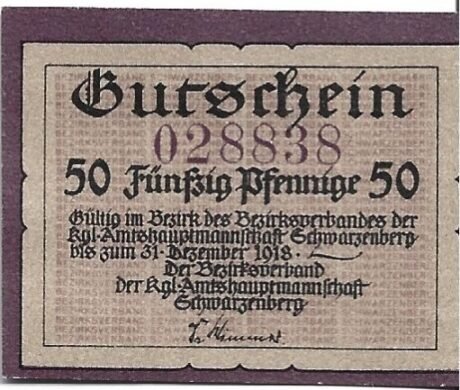 Gutschein
028838
50 Fünfzig Pfennige 50
Gültig im Bezirk des Bezirksverbandes der
Kgl. Amtshauptmannschaft Schwarzenberg
bis zum 31. Dezember 1918.
Der Bezirksverband
der Kgl. Amtshauptmannschaft
Schwarzenberg